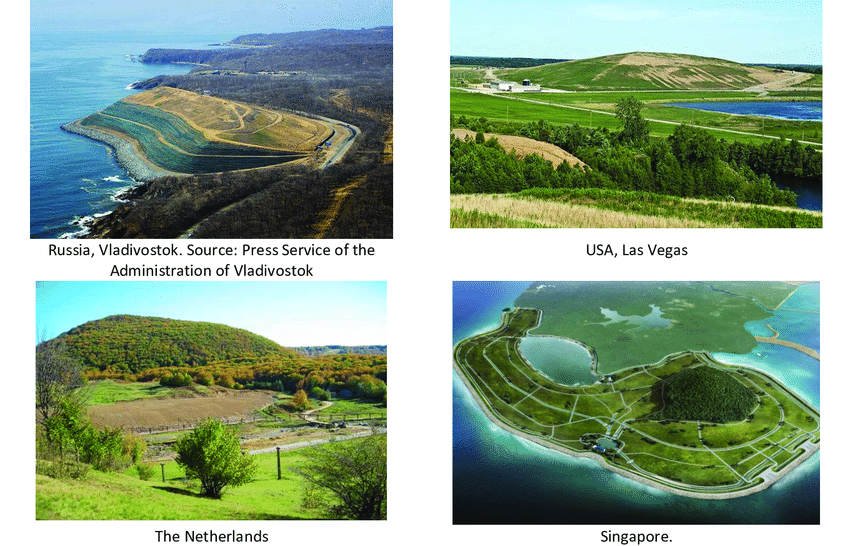 Russia, Vladivostok. Source: Press Service of the
Administration of Vladivostok
USA, Las Vegas
The Netherlands
Singapore.